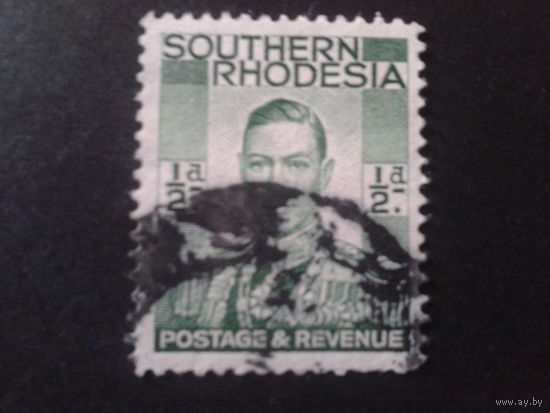 SOUTHERN
RHODESIA
½d ½d
POSTAGE & REVENUE
www.ay.by